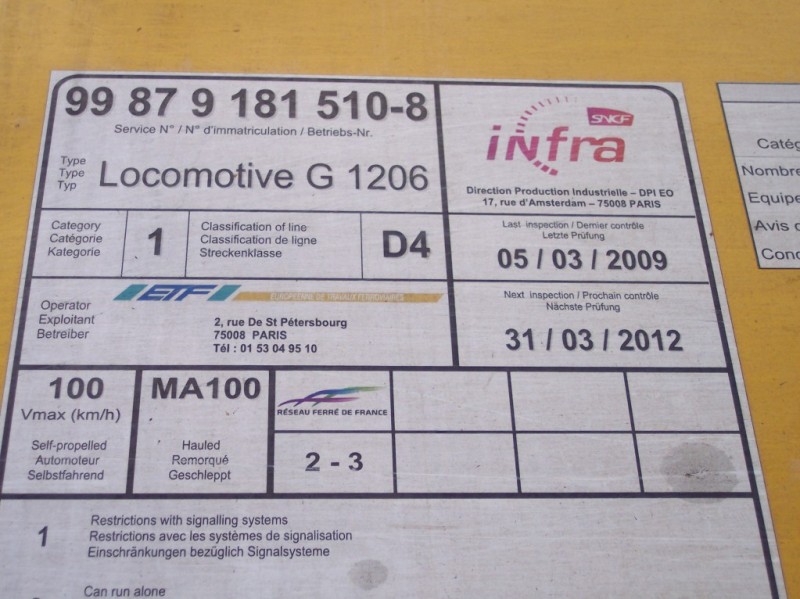 99 87 9 181 510-8
Service N° / N° d'immatriculation / Betriebs-Nr.
Type
Type
Typ
Locomotive G 1206
SNCF
infra
Direction Production Industrielle – DPI EO
17, rue d'Amsterdam – 75008 PARIS
Category
Catégorie
Kategorie
1
Classification of line
Classification de ligne
Streckenklasse
D4
Last inspection / Dernier contrôle
Letzte Prüfung
05 / 03 / 2009
Operator
Exploitant
Betreiber
ETF
2, rue De St Pétersbourg
75008 PARIS
Tél : 01 53 04 95 10
Next inspection / Prochain contrôle
Nächste Prüfung
31 / 03 / 2012
100
Vmax (km/h)
Self-propelled
Automoteur
Selbstfahrend
MA100
Hauled
Remorqué
Geschleppt
RÉSEAU FERRÉ DE FRANCE
2 - 3
1
Restrictions with signalling systems
Restrictions avec les systèmes de signalisation
Einschränkungen bezüglich Signalsysteme
Can run alone
Catég
Nombre
Equipe
Avis
Cond